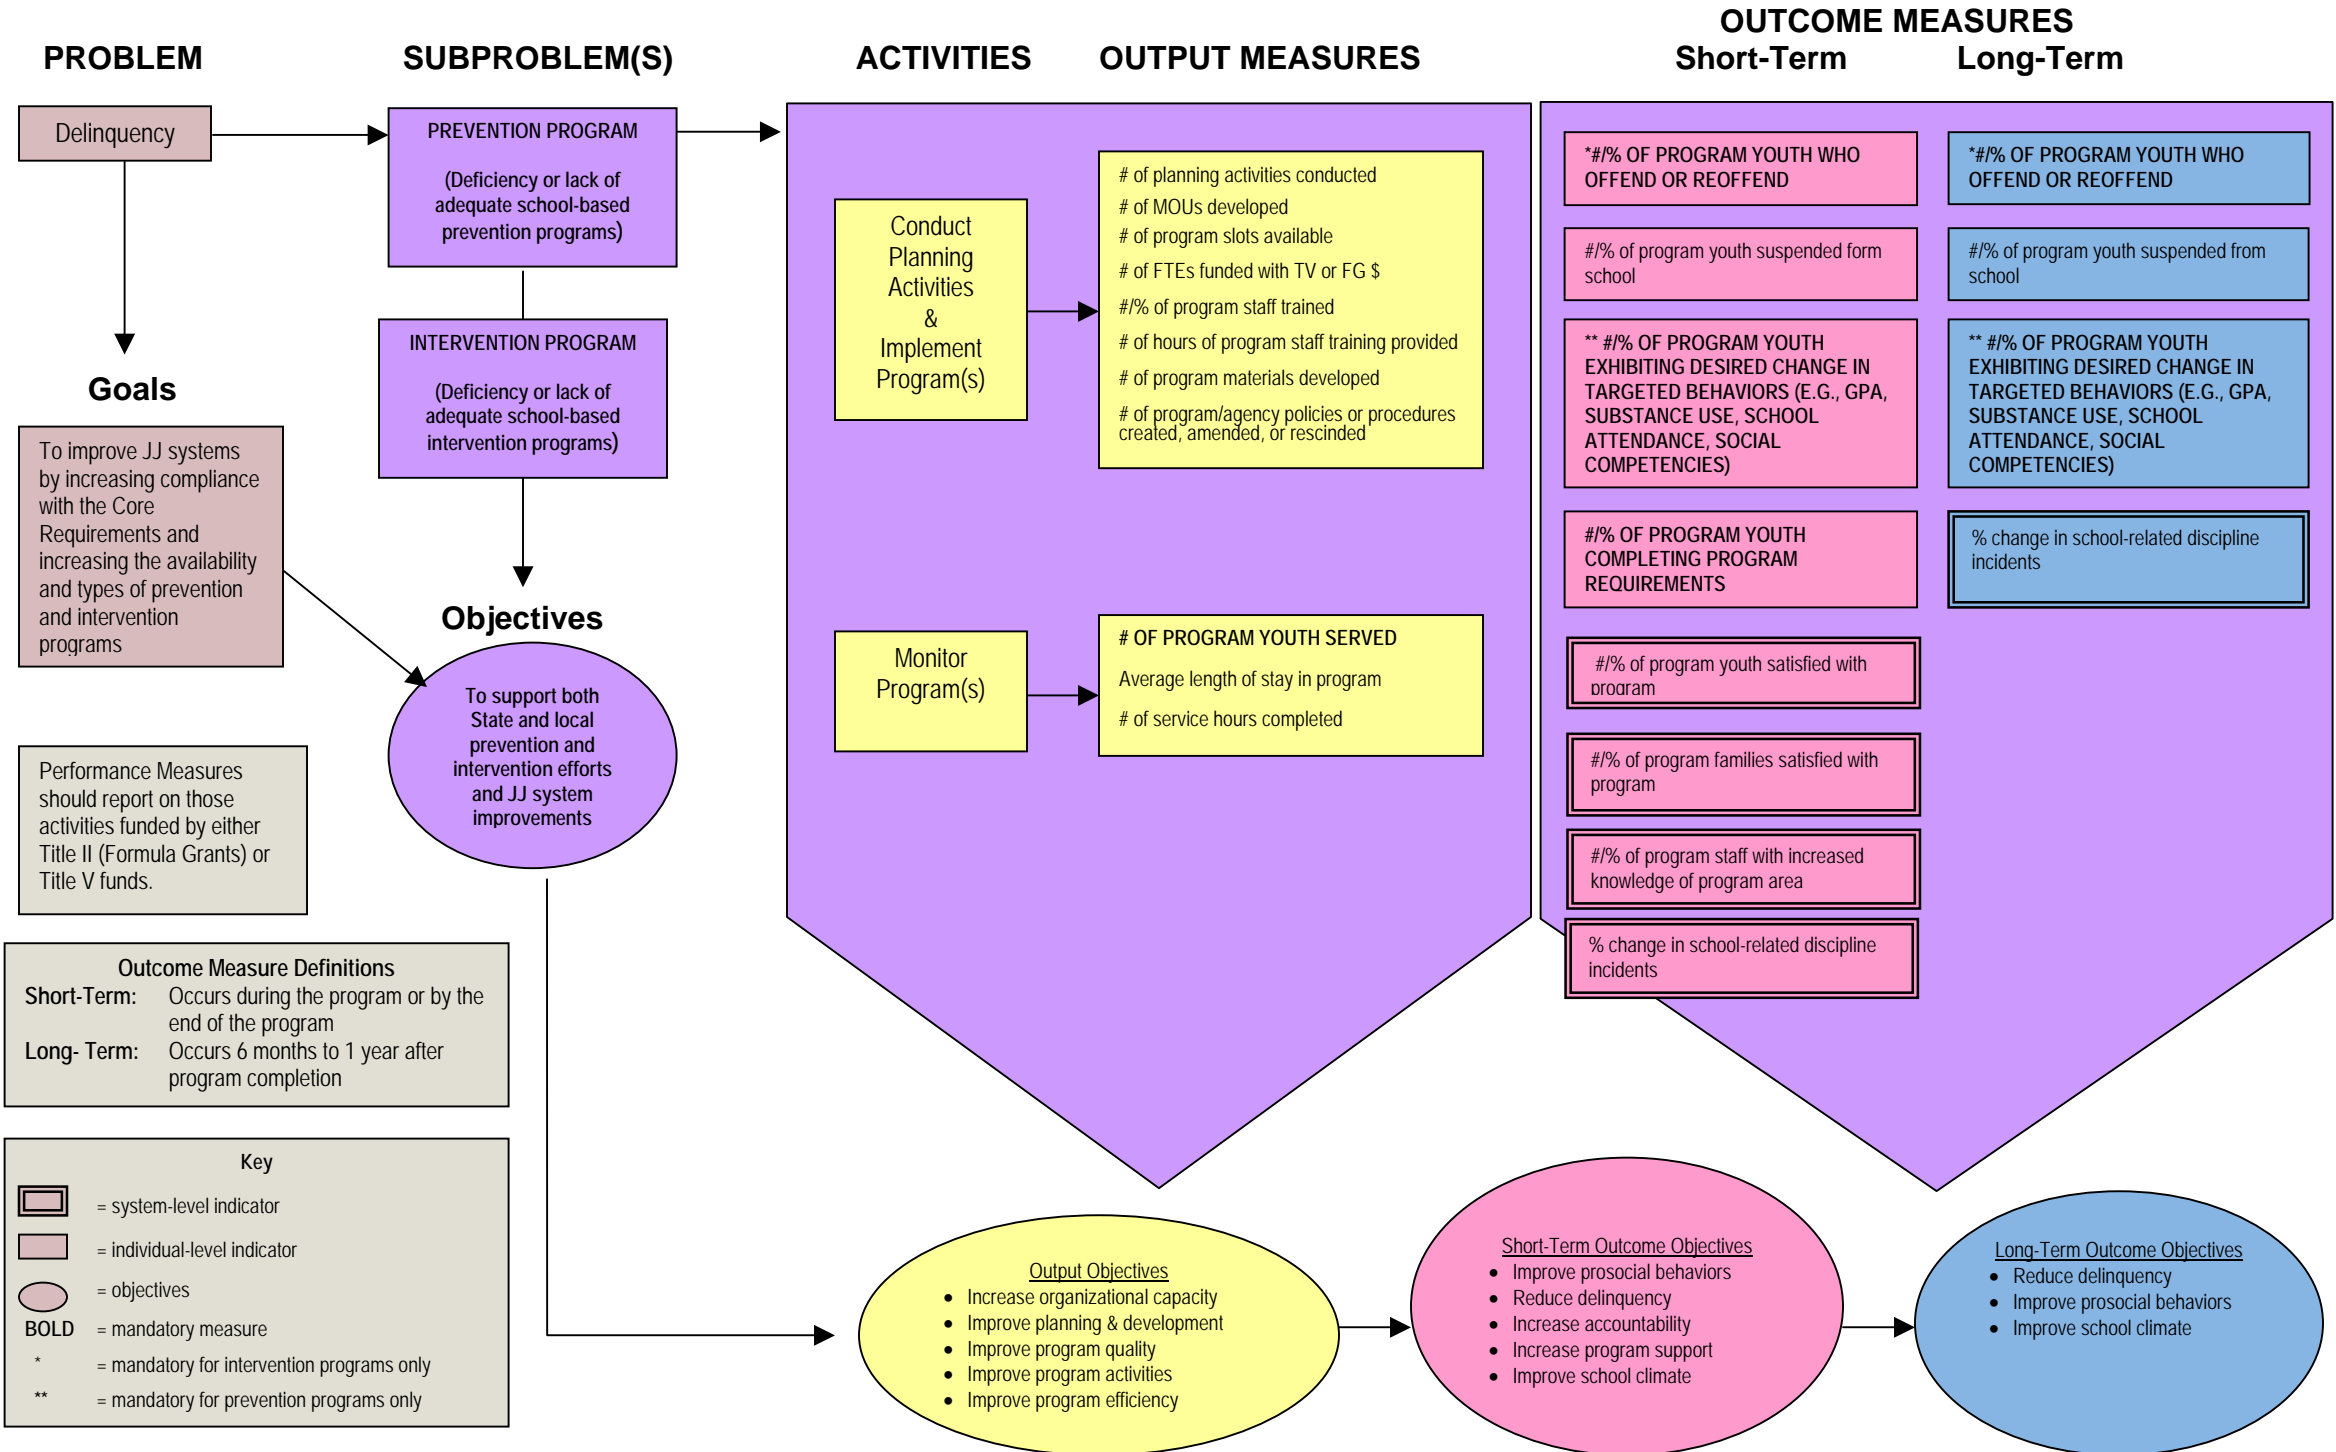 OUTCOME MEASURES
PROBLEM
SUBPROBLEM(S)
ACTIVITIES
OUTPUT MEASURES
Short-Term
Long-Term
Delinquency
Goals
To improve JJ systems
by increasing compliance
with the Core
Requirements and
increasing the availability
and types of prevention
and intervention
programs
Performance Measures
should report on those
activities funded by either
Title II (Formula Grants) or
Title V funds.
Outcome Measure Definitions
Short-Term: Occurs during the program or by the
end of the program
Long- Term: Occurs 6 months to 1 year after
program completion
Key
= system-level indicator
= individual-level indicator
= objectives
BOLD = mandatory measure
* = mandatory for intervention programs only
** = mandatory for prevention programs only
PREVENTION PROGRAM
(Deficiency or lack of
adequate school-based
prevention programs)
INTERVENTION PROGRAM
(Deficiency or lack of
adequate school-based
intervention programs)
Objectives
To support both
State and local
prevention and
intervention efforts
and JJ system
improvements
Conduct
Planning
Activities
&
Implement
Program(s)
# of planning activities conducted
# of MOUs developed
# of program slots available
# of FTEs funded with TV or FG $
#/% of program staff trained
# of hours of program staff training provided
# of program materials developed
# of program/agency policies or procedures
created, amended, or rescinded
Monitor
Program(s)
# OF PROGRAM YOUTH SERVED
Average length of stay in program
# of service hours completed
*#/% OF PROGRAM YOUTH WHO
OFFEND OR REOFFEND
#/% of program youth suspended form
school
** #/% OF PROGRAM YOUTH
EXHIBITING DESIRED CHANGE IN
TARGETED BEHAVIORS (E.G., GPA,
SUBSTANCE USE, SCHOOL
ATTENDANCE, SOCIAL
COMPETENCIES)
#/% OF PROGRAM YOUTH
COMPLETING PROGRAM
REQUIREMENTS
#/% of program youth satisfied with
program
#/% of program families satisfied with
program
#/% of program staff with increased
knowledge of program area
% change in school-related discipline
incidents
*#/% OF PROGRAM YOUTH WHO
OFFEND OR REOFFEND
#/% of program youth suspended from
school
** #/% OF PROGRAM YOUTH
EXHIBITING DESIRED CHANGE IN
TARGETED BEHAVIORS (E.G., GPA,
SUBSTANCE USE, SCHOOL
ATTENDANCE, SOCIAL
COMPETENCIES)
% change in school-related discipline
incidents
Output Objectives
• Increase organizational capacity
• Improve planning & development
• Improve program quality
• Improve program activities
• Improve program efficiency
Short-Term Outcome Objectives
• Improve prosocial behaviors
• Reduce delinquency
• Increase accountability
• Increase program support
• Improve school climate
Long-Term Outcome Objectives
• Reduce delinquency
• Improve prosocial behaviors
• Improve school climate